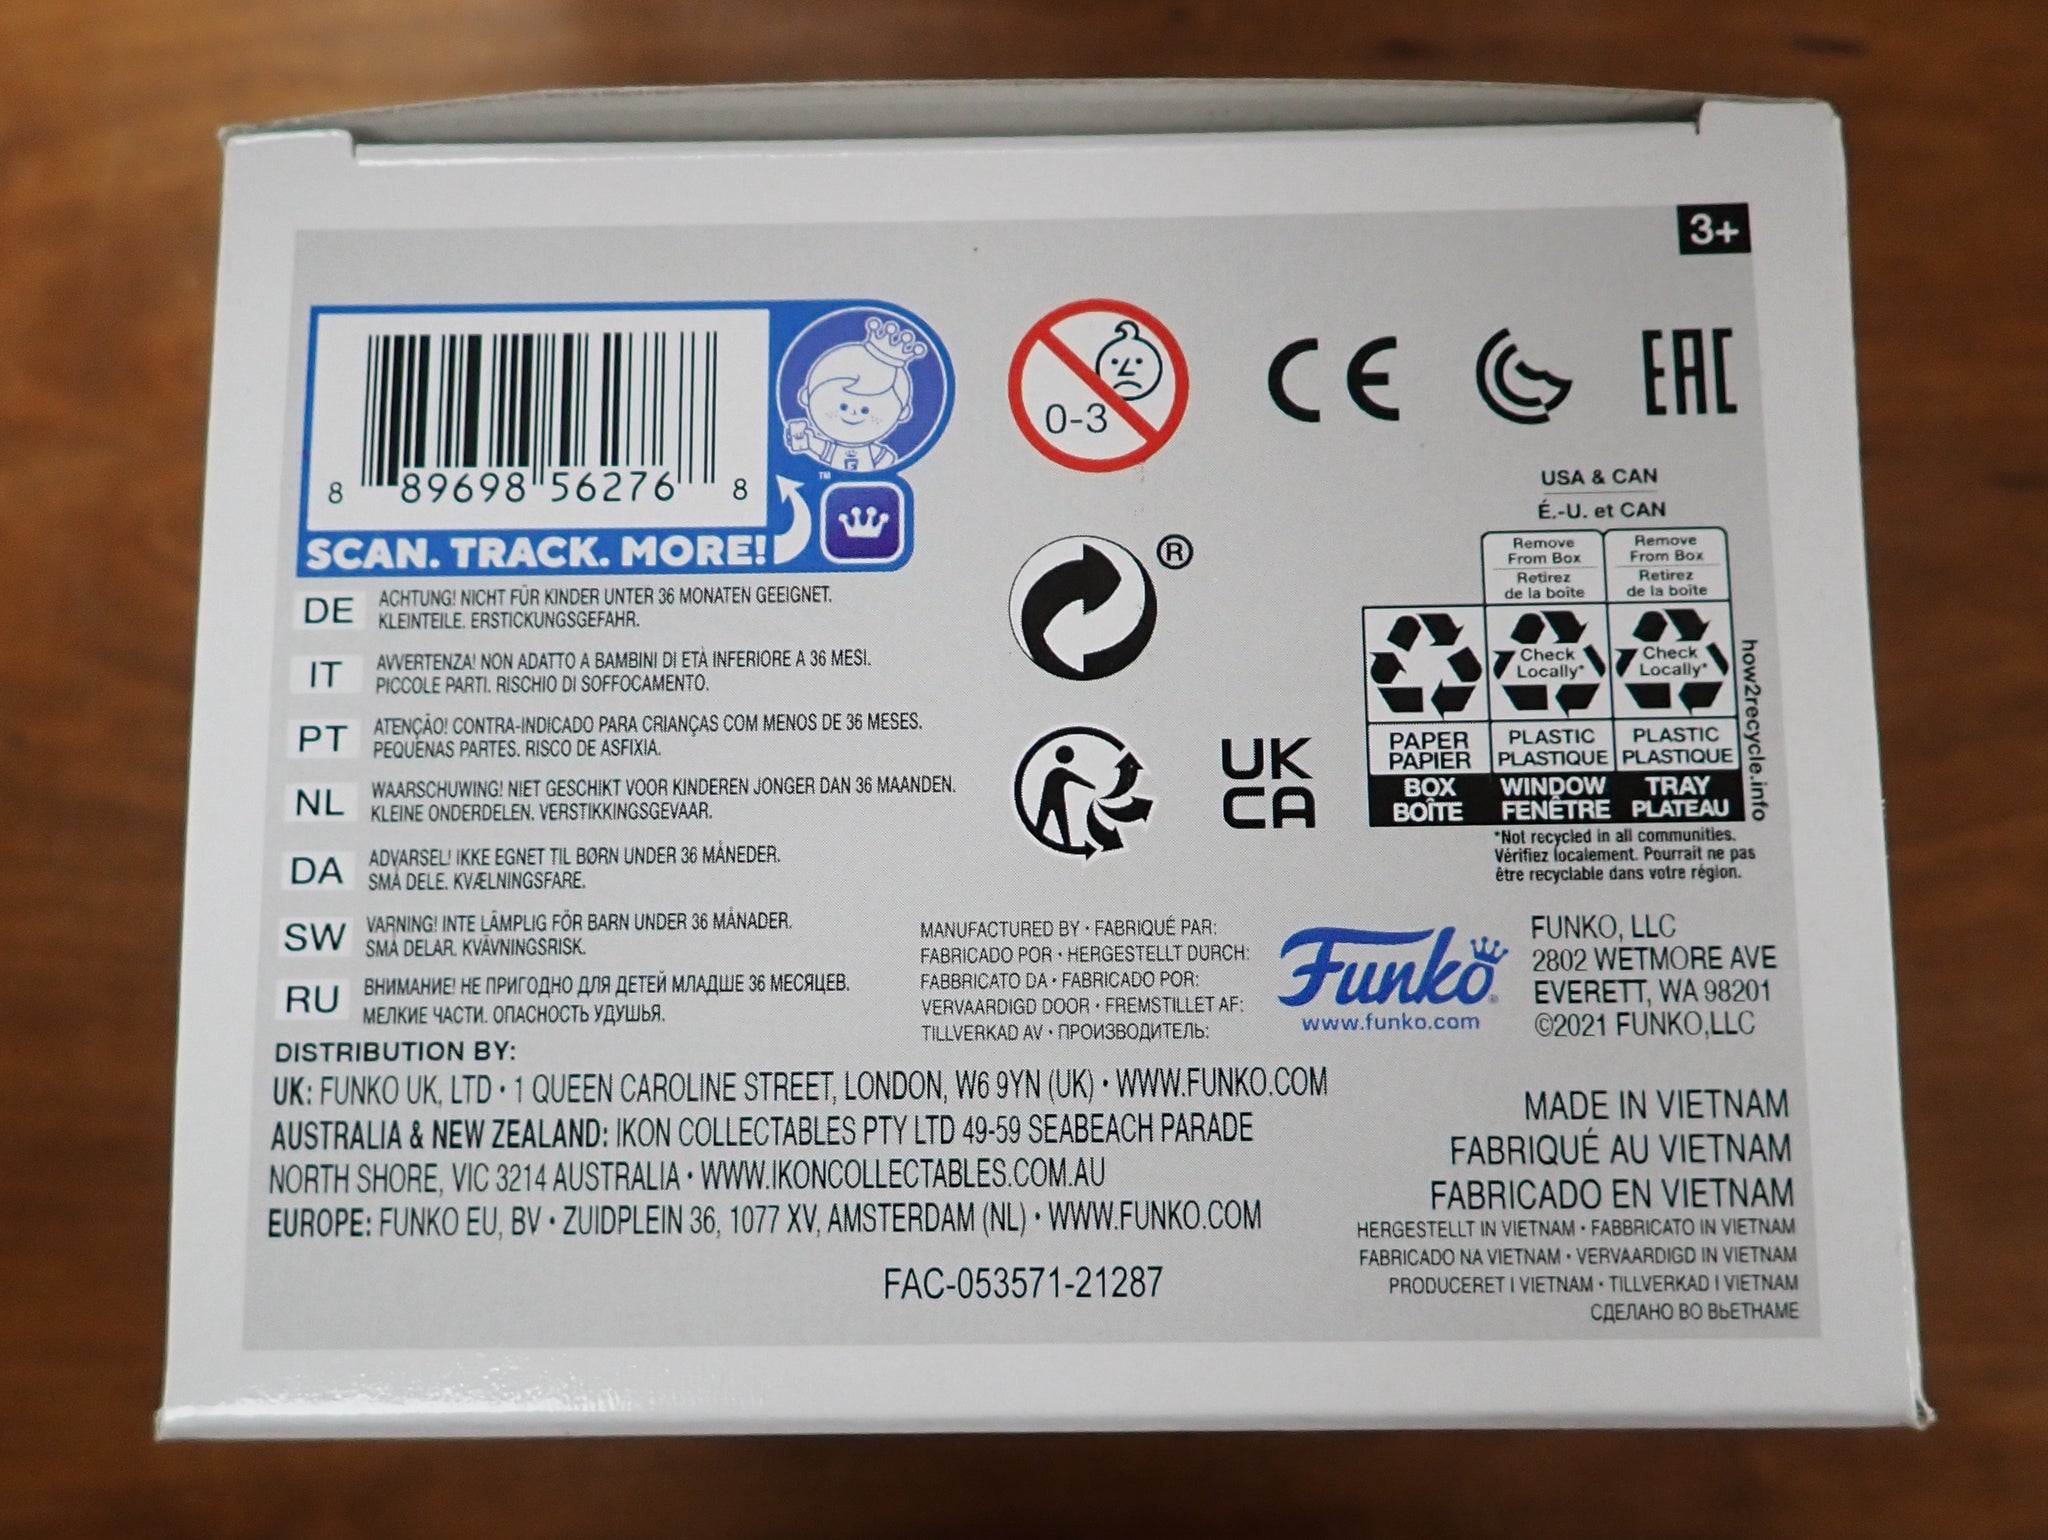 3+
8 89698 56276 8
SCAN. TRACK. MORE!
™
0-3
CE
EAC
®
UK
CA
USA & CAN
É.-U. et CAN
Remove
From Box
Retirez
de la boîte
Remove
From Box
Retirez
de la boîte
Check
Locally*
Check
Locally*
PAPER
PAPIER
PLASTIC
PLASTIQUE
PLASTIC
PLASTIQUE
BOX
BOÎTE
WINDOW
FENÊTRE
TRAY
PLATEAU
how2recycle.info
*Not recycled in all communities.
Vérifiez localement. Pourrait ne pas
être recyclable dans votre région.
DE ACHTUNG! NICHT FÜR KINDER UNTER 36 MONATEN GEEIGNET.
KLEINTEILE. ERSTICKUNGSGEFAHR.
IT AVVERTENZA! NON ADATTO A BAMBINI DI ETÀ INFERIORE A 36 MESI.
PICCOLE PARTI. RISCHIO DI SOFFOCAMENTO.
PT ATENÇÃO! CONTRA-INDICADO PARA CRIANÇAS COM MENOS DE 36 MESES.
PEQUENAS PARTES. RISCO DE ASFIXIA.
NL WAARSCHUWING! NIET GESCHIKT VOOR KINDEREN JONGER DAN 36 MAANDEN.
KLEINE ONDERDELEN. VERSTIKKINGSGEVAAR.
DA ADVARSEL! IKKE EGNET TIL BØRN UNDER 36 MÅNEDER.
SMÅ DELE. KVÆLNINGSFARE.
SW VARNING! INTE LÄMPLIG FÖR BARN UNDER 36 MÅNADER.
SMÅ DELAR. KVÄVNINGSRISK.
RU ВНИМАНИЕ! НЕ ПРИГОДНО ДЛЯ ДЕТЕЙ МЛАДШЕ 36 МЕСЯЦЕВ.
МЕЛКИЕ ЧАСТИ. ОПАСНОСТЬ УДУШЬЯ.
MANUFACTURED BY • FABRIQUÉ PAR:
FABRICADO POR • HERGESTELLT DURCH:
FABBRICATO DA • FABRICADO POR:
VERVAARDIGD DOOR • FREMSTILLET AF:
TILLVERKAD AV • ПРОИЗВОДИТЕЛЬ:
Funko®
www.funko.com
FUNKO, LLC
2802 WETMORE AVE
EVERETT, WA 98201
©2021 FUNKO,LLC
DISTRIBUTION BY:
UK: FUNKO UK, LTD • 1 QUEEN CAROLINE STREET, LONDON, W6 9YN (UK) • WWW.FUNKO.COM
AUSTRALIA & NEW ZEALAND: IKON COLLECTABLES PTY LTD 49-59 SEABEACH PARADE
NORTH SHORE, VIC 3214 AUSTRALIA • WWW.IKONCOLLECTABLES.COM.AU
EUROPE: FUNKO EU, BV • ZUIDPLEIN 36, 1077 XV, AMSTERDAM (NL) • WWW.FUNKO.COM
FAC-053571-21287
MADE IN VIETNAM
FABRIQUÉ AU VIETNAM
FABRICADO EN VIETNAM
HERGESTELLT IN VIETNAM • FABBRICATO IN VIETNAM
FABRICADO NA VIETNAM • VERVAARDIGD IN VIETNAM
PRODUCERET I VIETNAM • TILLVERKAD I VIETNAM
СДЕЛАНО ВО ВЬЕТНАМЕ